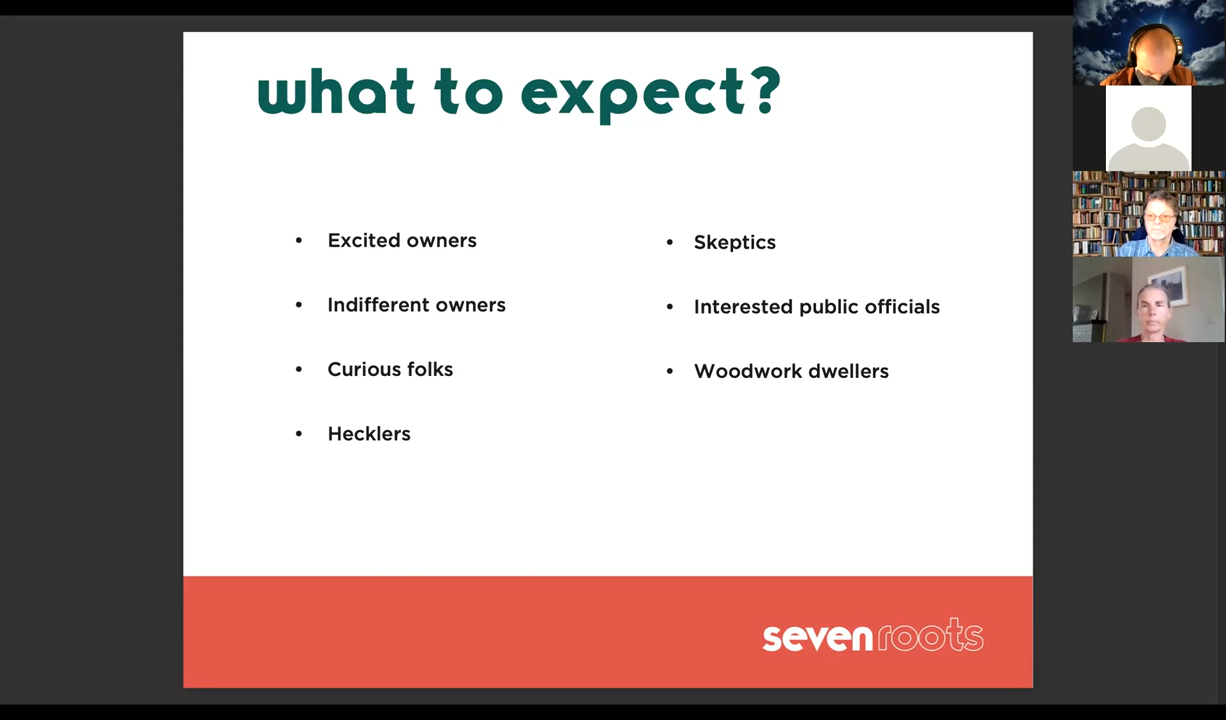 what to expect?
• Excited owners
• Indifferent owners
• Curious folks
• Hecklers
• Skeptics
• Interested public officials
• Woodwork dwellers
sevenroots